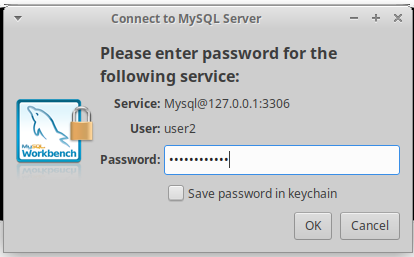 Connect to MySQL Server
Please enter password for the
following service:
Service: Mysql@127.0.0.1:3306
User: user2
Password: ••••••••••••
Save password in keychain
OK Cancel
MySQL
Workbench